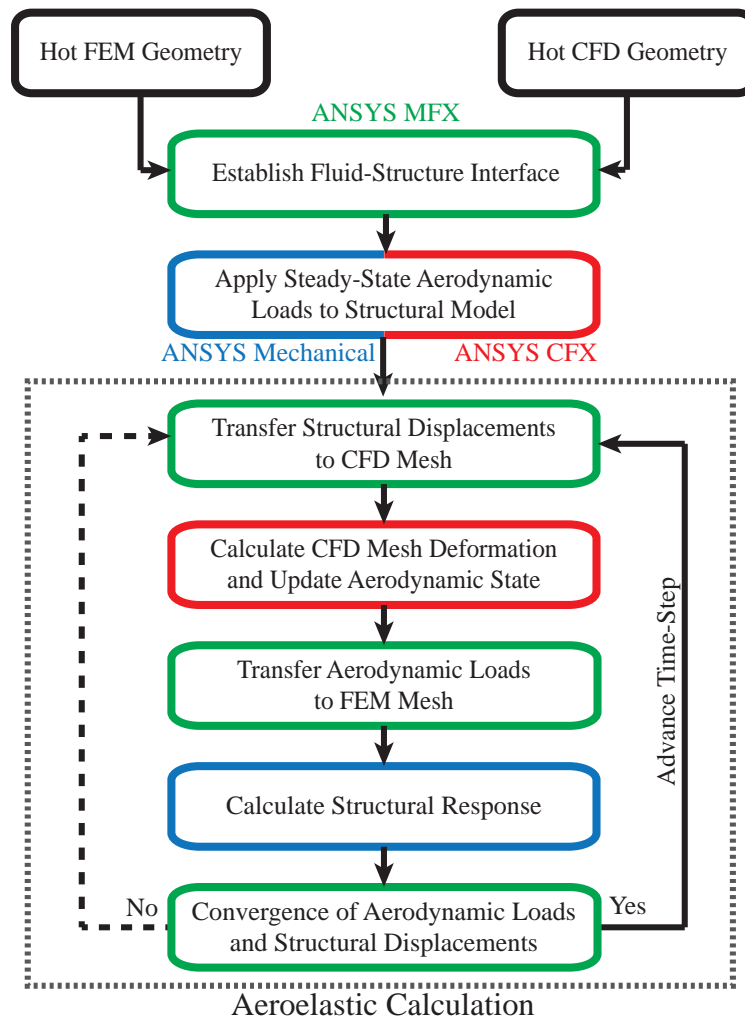 Hot FEM Geometry
Hot CFD Geometry
ANSYS MFX
Establish Fluid-Structure Interface
Apply Steady-State Aerodynamic
Loads to Structural Model
ANSYS Mechanical
ANSYS CFX
Transfer Structural Displacements
to CFD Mesh
Calculate CFD Mesh Deformation
and Update Aerodynamic State
Transfer Aerodynamic Loads
to FEM Mesh
Advance Time-Step
Calculate Structural Response
No
Convergence of Aerodynamic Loads
and Structural Displacements
Yes
Aeroelastic Calculation